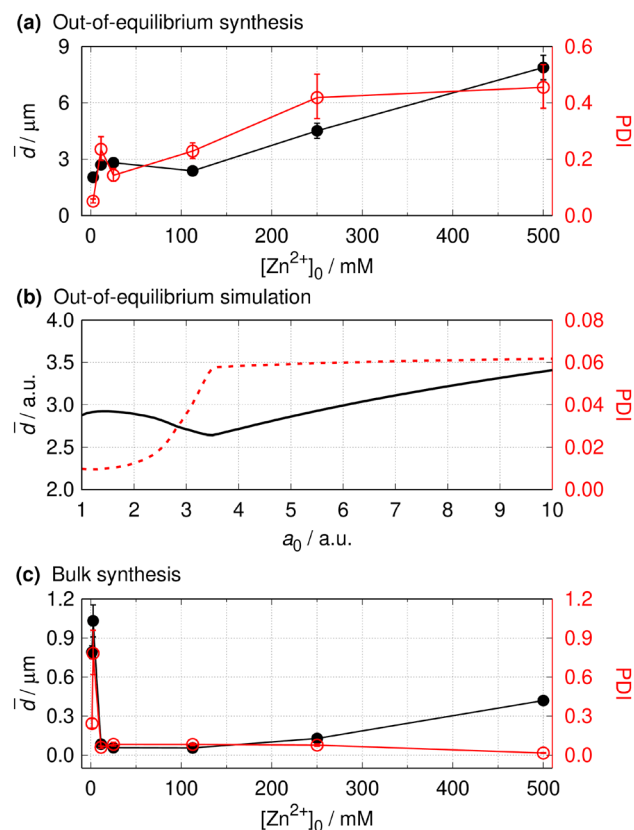 (a) Out-of-equilibrium synthesis
9
6
3
0
d̅ / μm
0.6
0.4
0.2
0.0
PDI
0 100 200 300 400 500
[Zn²⁺]₀ / mM
(b) Out-of-equilibrium simulation
4.0
3.5
3.0
2.5
2.0
d̅ / a.u.
0.08
0.06
0.04
0.02
0.00
PDI
1 2 3 4 5 6 7 8 7 10
a₀ / a.u.
(c) Bulk synthesis
1.2
0.9
0.6
0.3
0.0
d̅ / μm
1.2
0.9
0.6
0.3
0.0
PDI
0 100 200 300 400 500
[Zn²⁺]₀ / mM